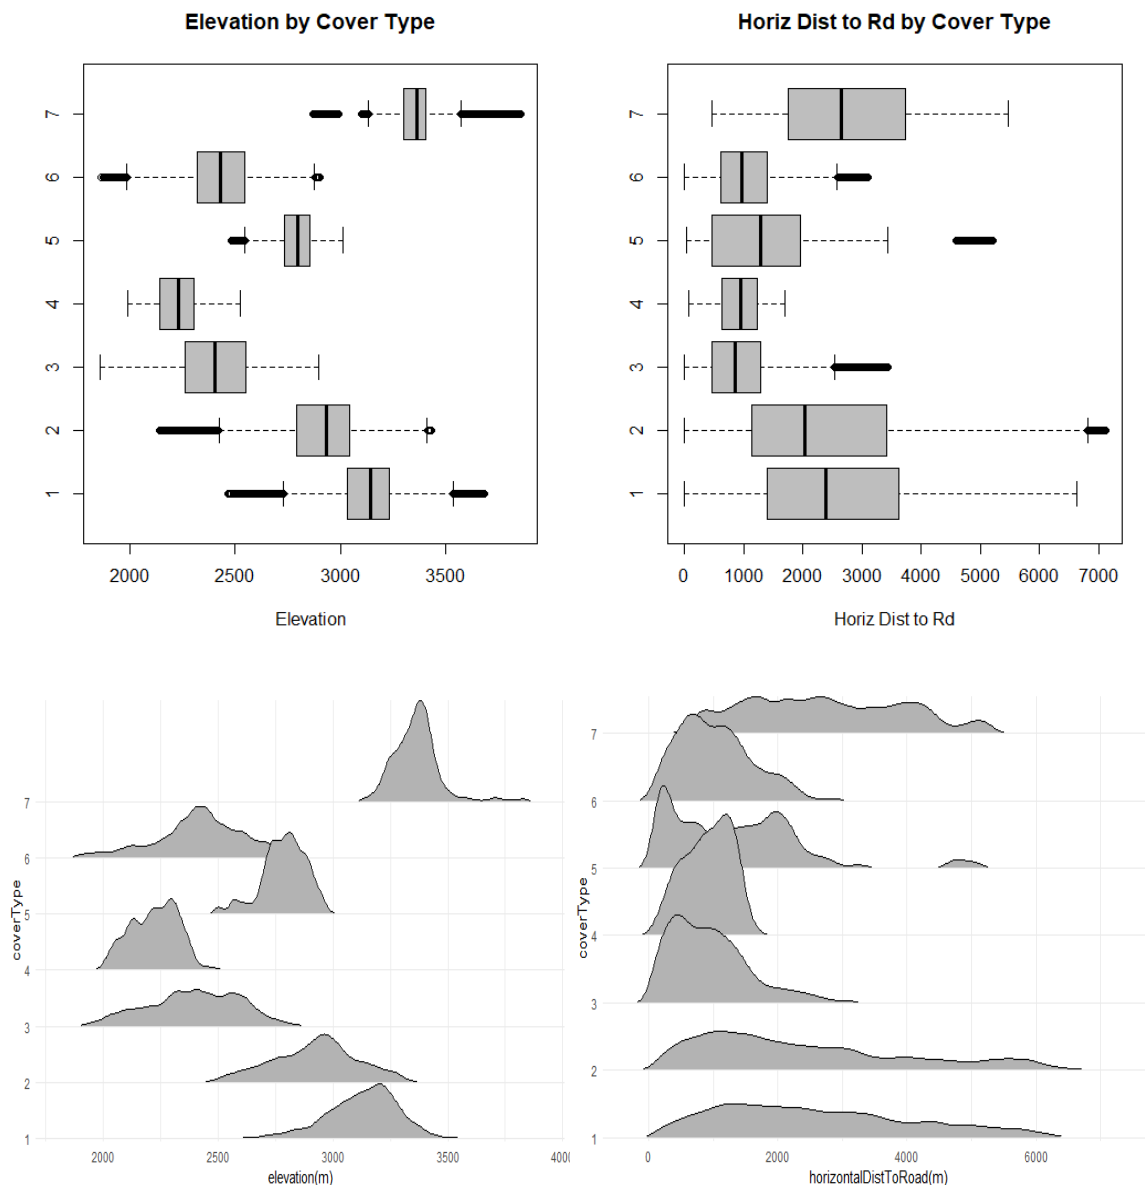 Elevation by Cover Type
7
6
5
4
3
2
1
2000 2500 3000 3500
Elevation
Horiz Dist to Rd by Cover Type
7
6
5
4
3
2
1
0 1000 2000 3000 4000 5000 6000 7000
Horiz Dist to Rd
coverType
7
6
5
4
3
2
1
2000 2500 3000 3500 400
elevation(m)
coverType
7
6
5
4
3
2
1
0 2000 4000 6000
horizontalDistToRoad(m)